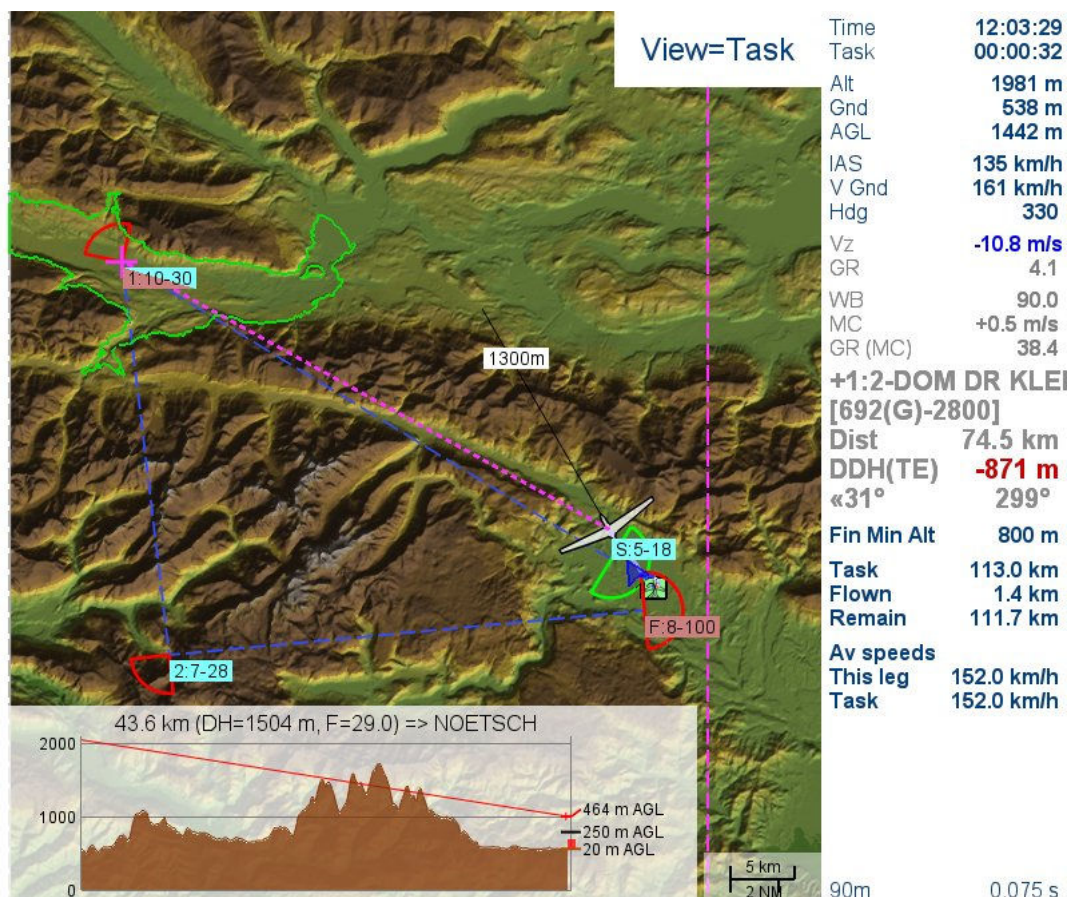 View=Task
1:10-30
1300m
S:5-18
F:8-100
2:7-28
43.6 km (DH=1504 m, F=29.0) => NOETSCH
2000
1000
0
464 m AGL
250 m AGL
20 m AGL
5 km
2 NM
Time 12:03:29
Task 00:00:32
Alt 1981 m
Gnd 538 m
AGL 1442 m
IAS 135 km/h
V Gnd 161 km/h
Hdg 330
Vz -10.8 m/s
GR 4.1
WB 90.0
MC +0.5 m/s
GR (MC) 38.4
+1:2-DOM DR KLEI
[692(G)-2800]
Dist 74.5 km
DDH(TE) -871 m
«31° 299°
Fin Min Alt 800 m
Task 113.0 km
Flown 1.4 km
Remain 111.7 km
Av speeds
This leg 152.0 km/h
Task 152.0 km/h
90m 0.075 s